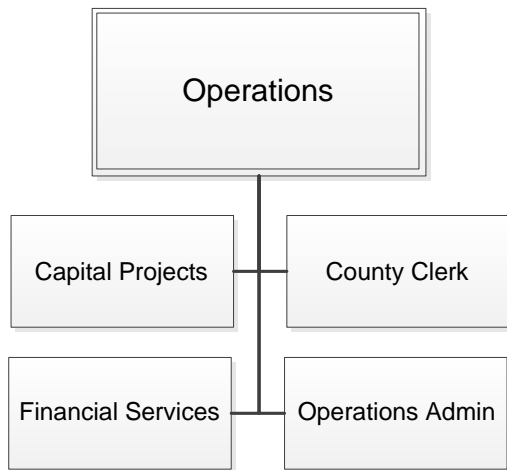 Operations
Capital Projects
County Clerk
Financial Services
Operations Admin